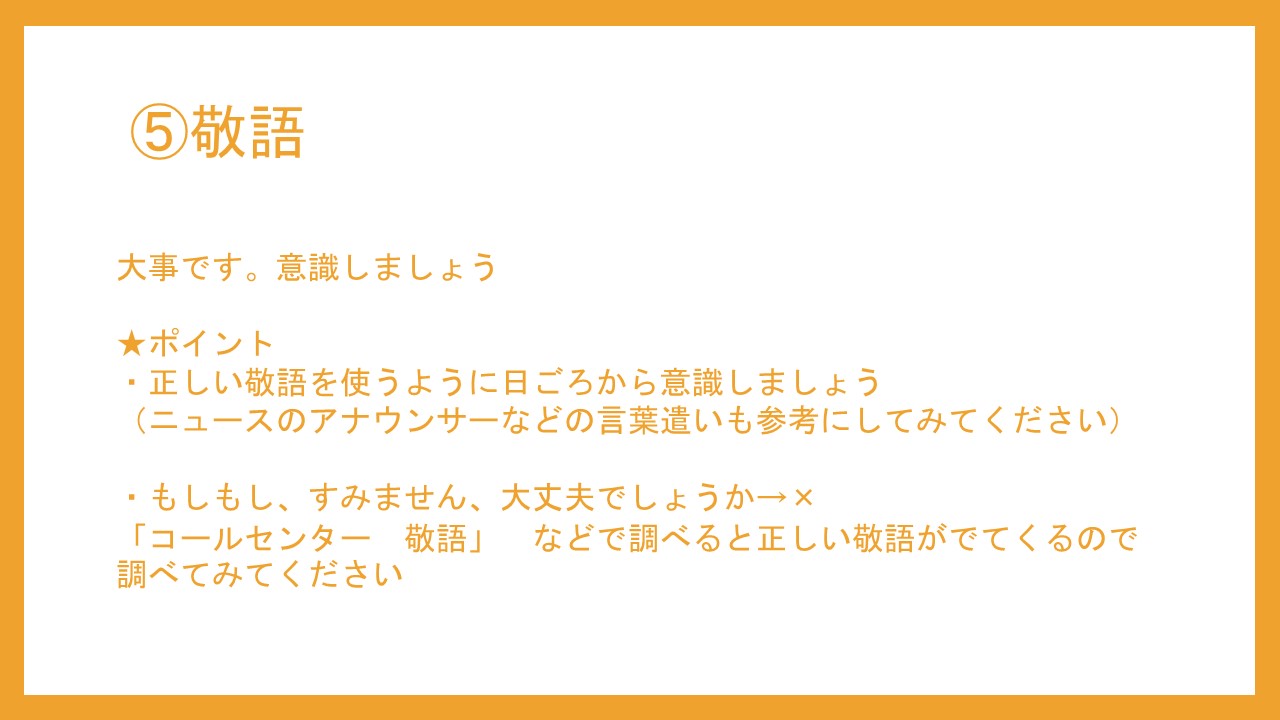 ⑤敬語
大事です。意識しましょう
★ポイント
・正しい敬語を使うように日ごろから意識しましょう
（ニュースのアナウンサーなどの言葉遣いも参考にしてみてください）
・もしもし、すみません、大丈夫でしょうか→×
「コールセンター　敬語」　などで調べると正しい敬語がでてくるので
調べてみてください